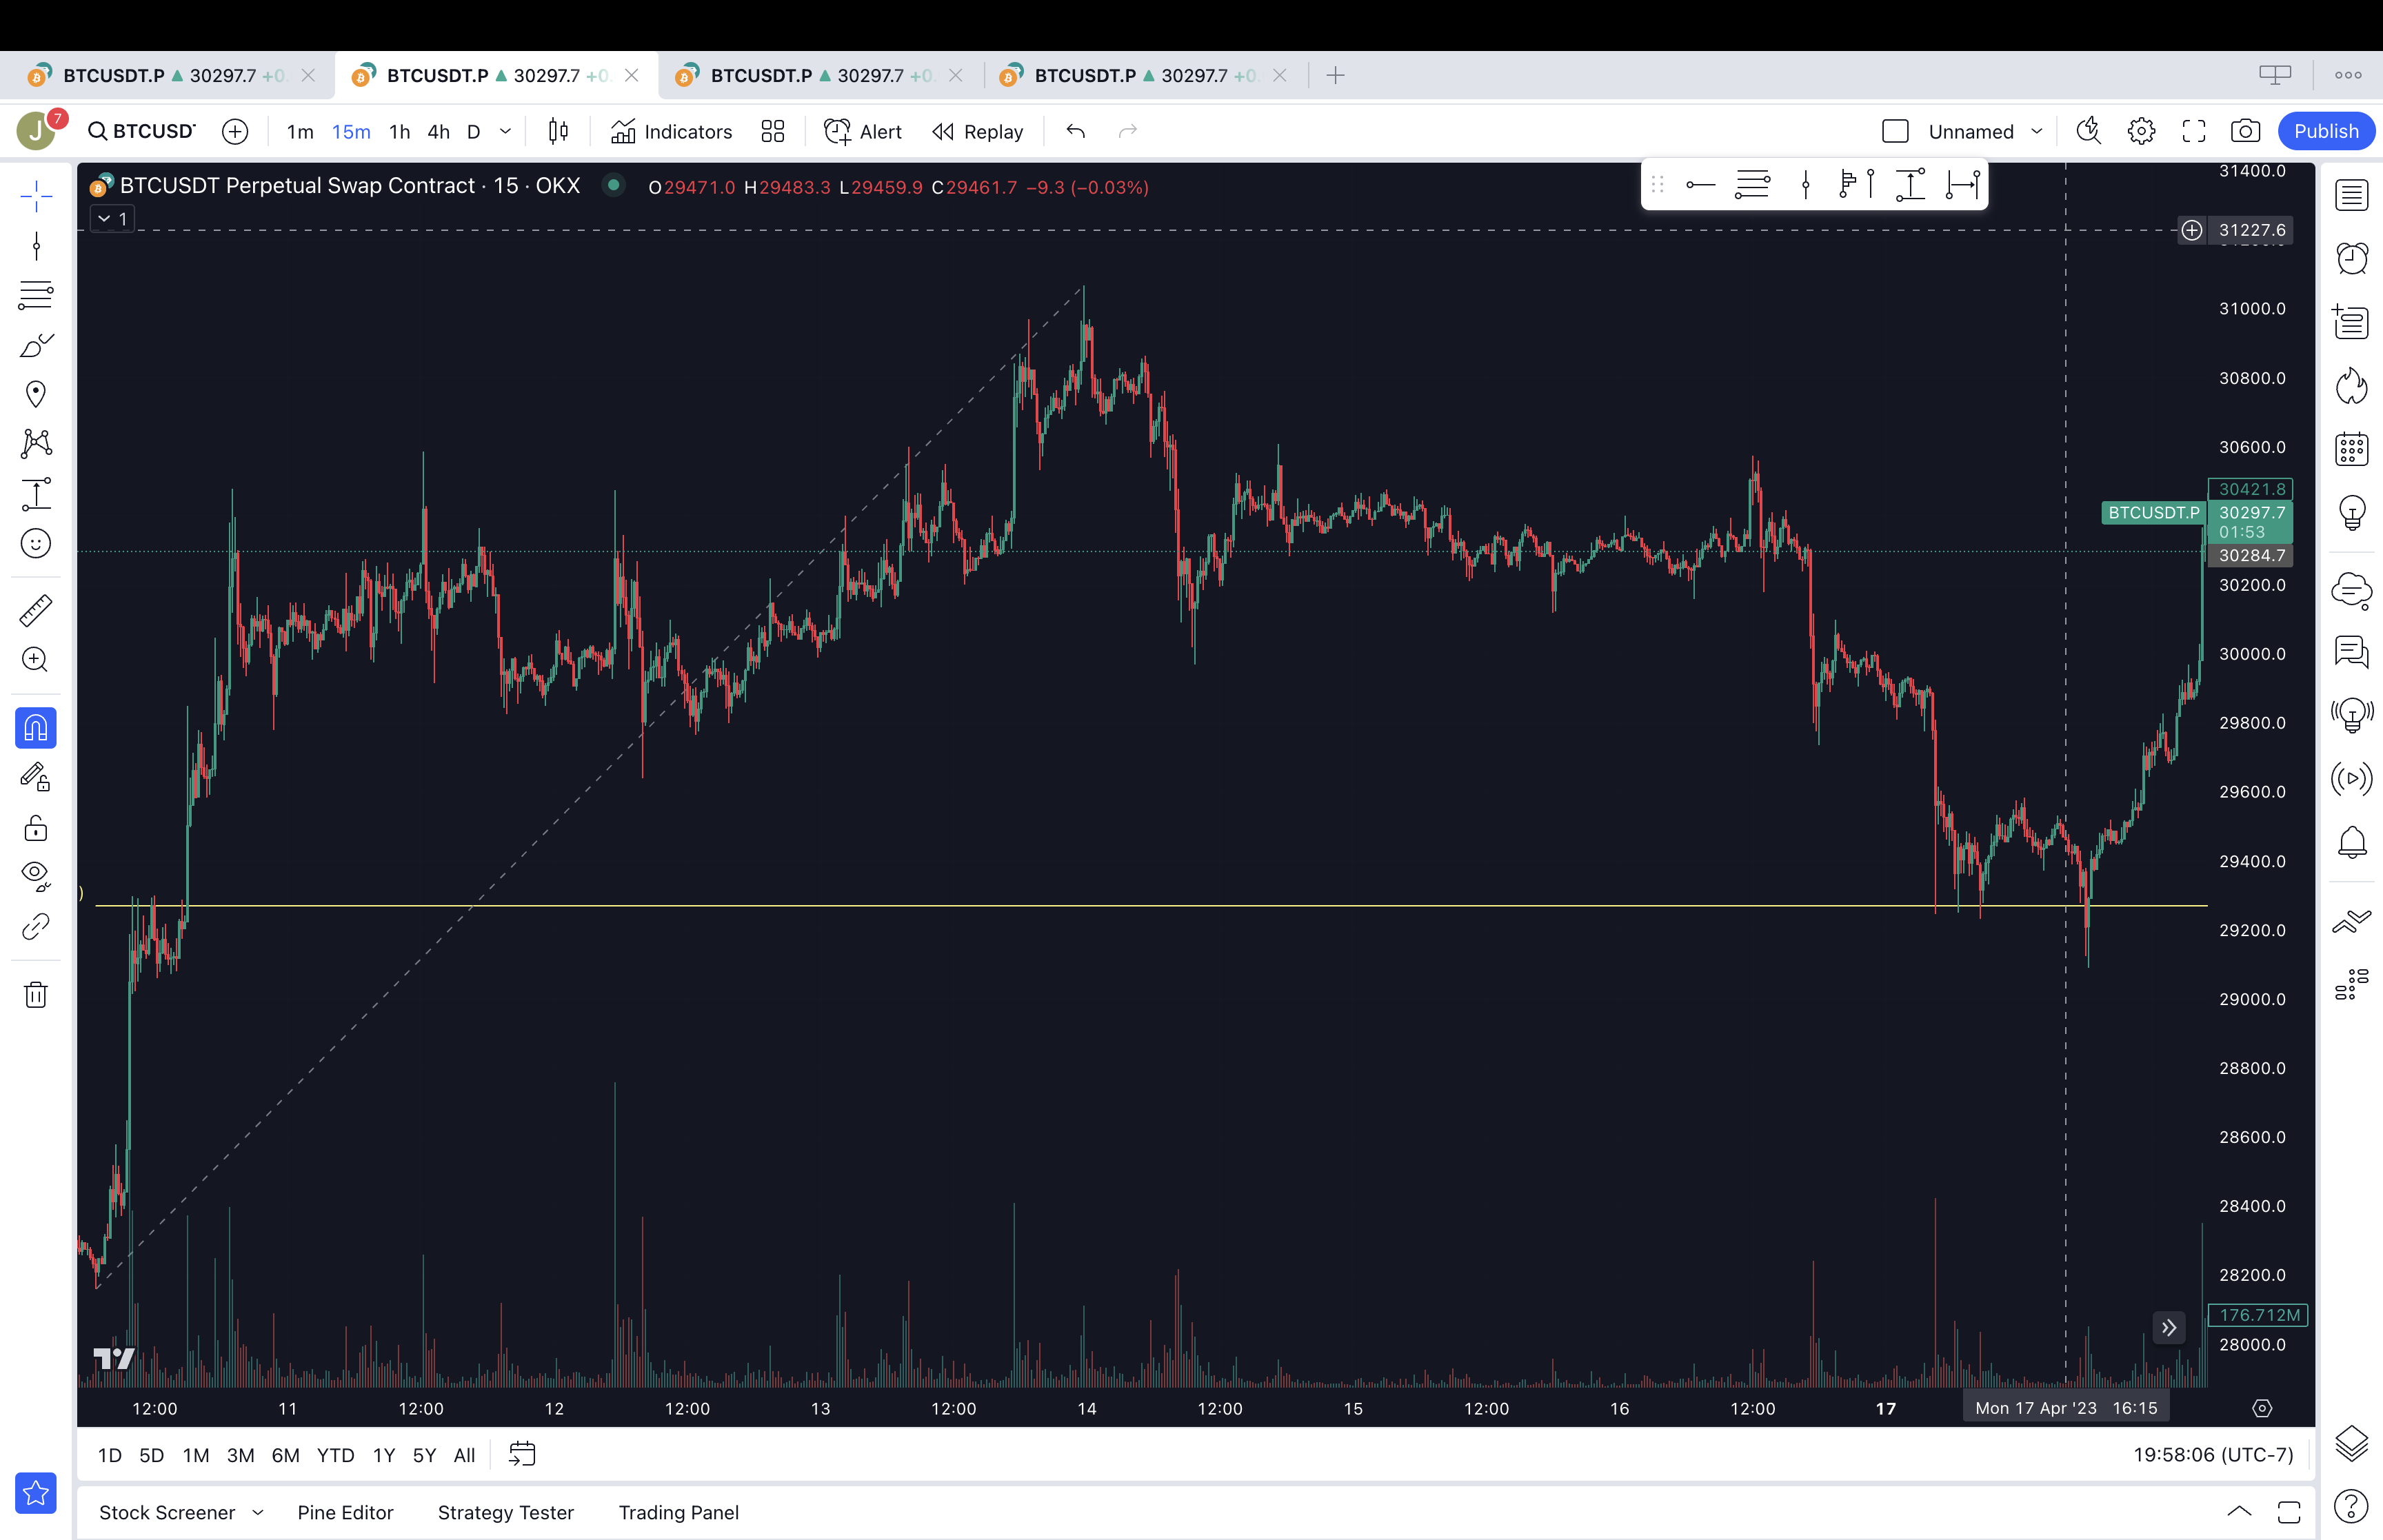 BTCUSDT.P 30297.7 +0. BTCUSDT.P 30297.7 +0. BTCUSDT.P 30297.7 +0. BTCUSDT.P 30297.7 +0.
J 7 BTCUSDT 1m 15m 1h 4h D Indicators Alert Replay Unnamed Publish
BTCUSDT Perpetual Swap Contract · 15 · OKX O29471.0 H29483.3 L29459.9 C29461.7 −9.3 (−0.03%)
1
31400.0
31227.6
31000.0
30800.0
30600.0
30421.8
BTCUSDT.P 30297.7
01:53
30284.7
30200.0
30000.0
29800.0
29600.0
29400.0
)
29200.0
29000.0
28800.0
28600.0
28400.0
28200.0
176.712M
28000.0
12:00 11 12:00 12 12:00 13 12:00 14 12:00 15 12:00 16 12:00 17 Mon 17 Apr '23 16:15
1D 5D 1M 3M 6M YTD 1Y 5Y All 19:58:06 (UTC-7)
Stock Screener Pine Editor Strategy Tester Trading Panel